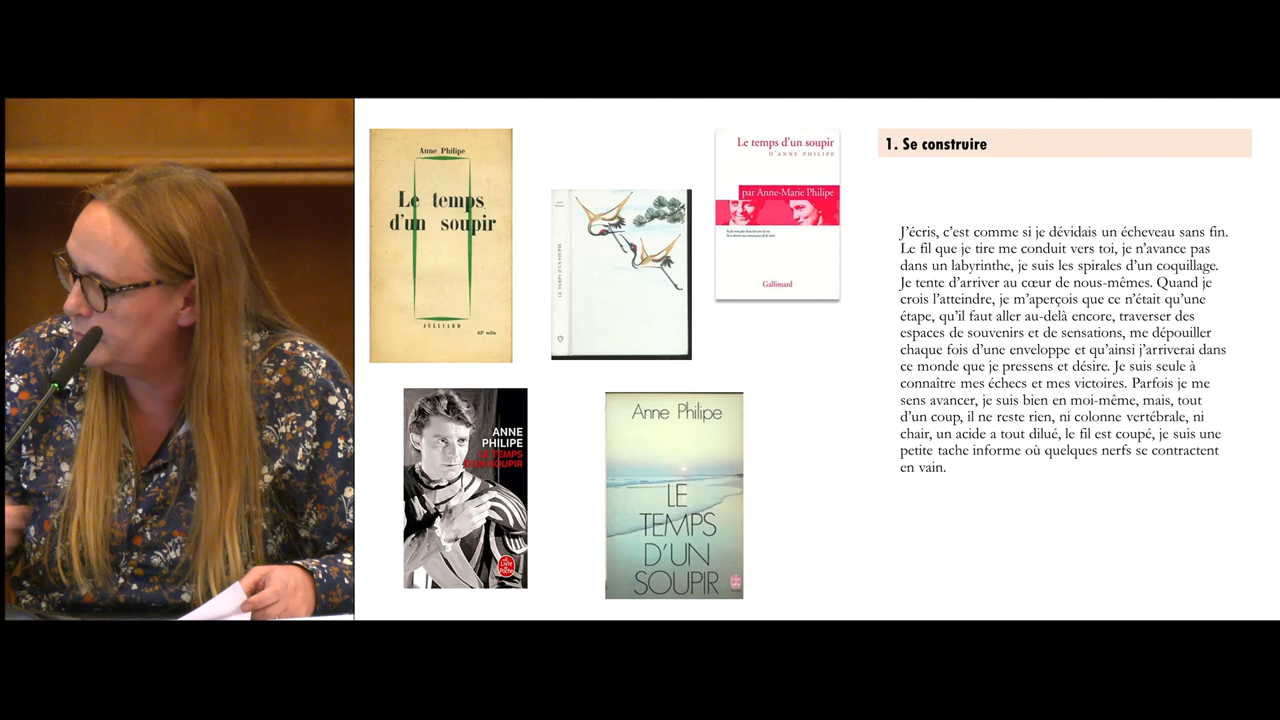 Anne Philipe
Le temps
d'un soupir
JULLIARD
LE TEMPS D'UN SOUPIR
Le temps d'un soupir
D'ANNE PHILIPE
par Anne-Marie Philipe
Gallimard
ANNE
PHILIPE
LE TEMPS
D'UN SOUPIR
Le Livre
de Poche
Anne Philipe
LE
TEMPS
D'UN
SOUPIR
1. Se construire
J’écris, c’est comme si je dévidais un écheveau sans fin.
Le fil que je tire me conduit vers toi, je n’avance pas
dans un labyrinthe, je suis les spirales d’un coquillage.
Je tente d’arriver au cœur de nous-mêmes. Quand je
crois l’atteindre, je m’aperçois que ce n’était qu’une
étape, qu’il faut aller au-delà encore, traverser des
espaces de souvenirs et de sensations, me dépouiller
chaque fois d’une enveloppe et qu’ainsi j’arriverai dans
ce monde que je pressens et désire. Je suis seule à
connaître mes échecs et mes victoires. Parfois je me
sens avancer, je suis bien en moi-même, mais, tout
d’un coup, il ne reste rien, ni colonne vertébrale, ni
chair, un acide a tout dilué, le fil est coupé, je suis une
petite tache informe où quelques nerfs se contractent
en vain.